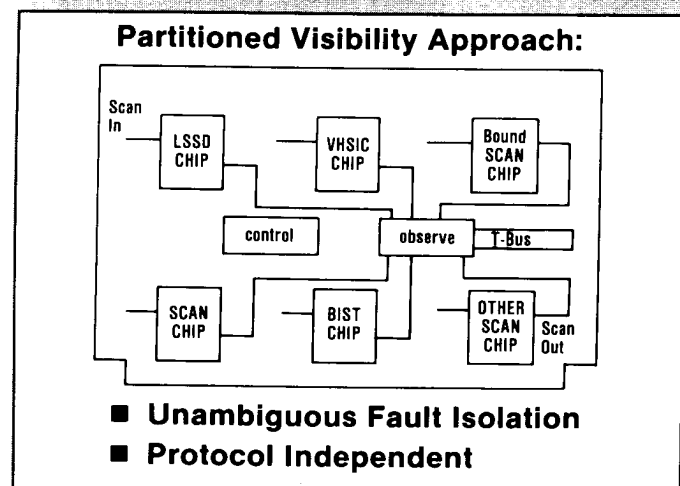 Partitioned Visibility Approach:
Scan
In
LSSD
CHIP
VHSIC
CHIP
Bound
SCAN
CHIP
control
observe
T-Bus
SCAN
CHIP
BIST
CHIP
OTHER
SCAN
CHIP
Scan
Out
■ Unambiguous Fault Isolation
■ Protocol Independent